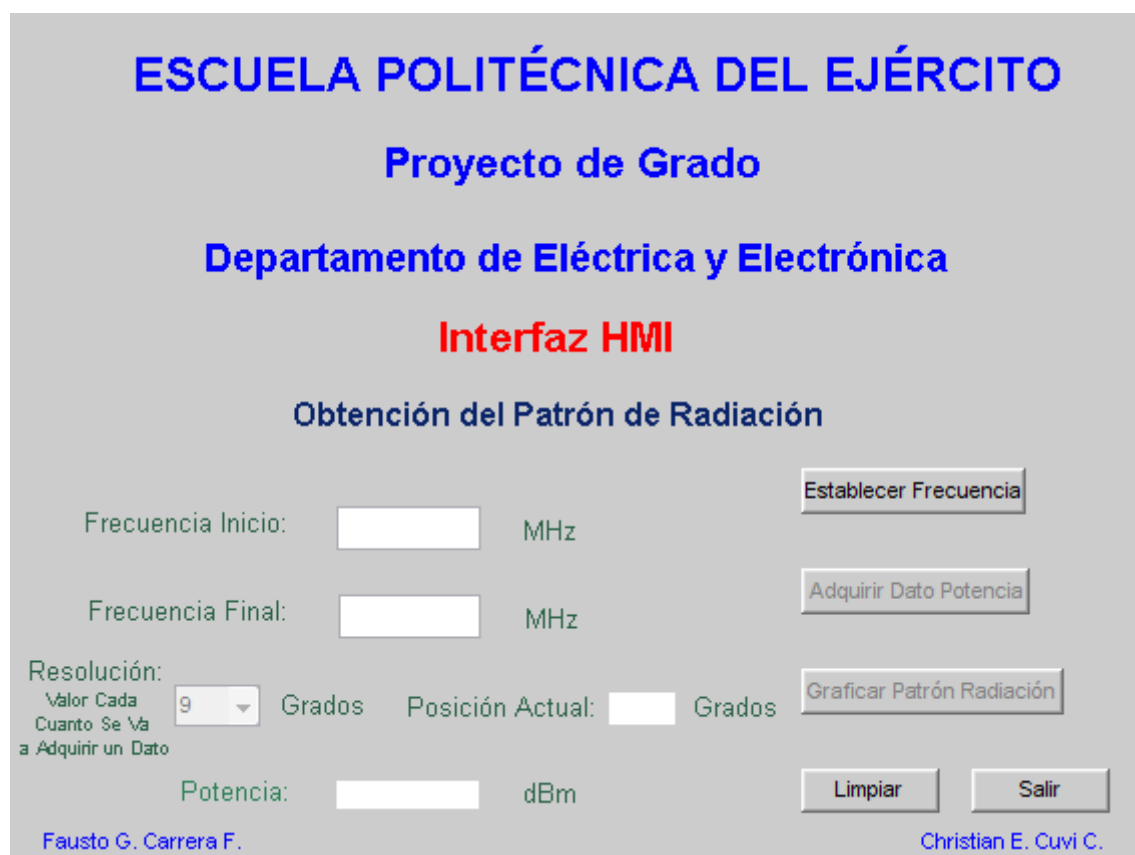 ESCUELA POLITÉCNICA DEL EJÉRCITO
Proyecto de Grado
Departamento de Eléctrica y Electrónica
Interfaz HMI
Obtención del Patrón de Radiación
Establecer Frecuencia
Frecuencia Inicio:
MHz
Adquirir Dato Potencia
Frecuencia Final:
MHz
Resolución:
Valor Cada
Cuanto Se Va
a Adquirir un Dato
9
Grados
Posición Actual:
Grados
Graficar Patrón Radiación
Potencia:
dBm
Limpiar
Salir
Fausto G. Carrera F.
Christian E. Cuvi C.